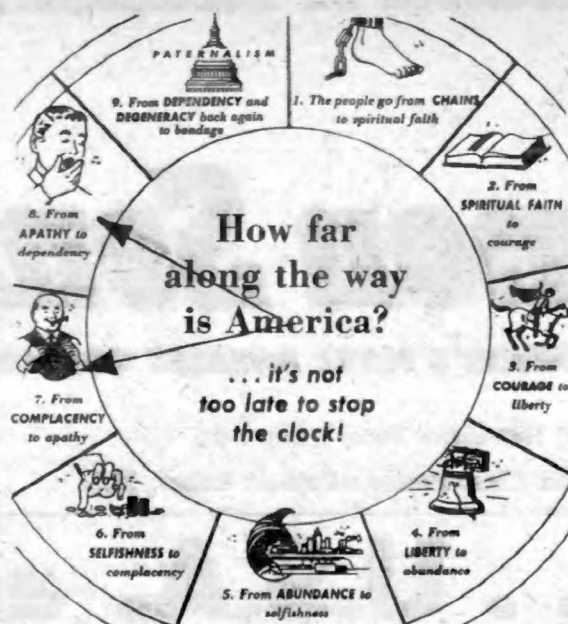 How far
along the way
is America?
... it's not
too late to stop
the clock!
1. The people go from CHAINS
to spiritual faith
2. From
SPIRITUAL FAITH
to
courage
3. From
COURAGE to
liberty
4. From
LIBERTY to
abundance
5. From ABUNDANCE to
selfishness
6. From
SELFISHNESS to
complacency
7. From
COMPLACENCY
to apathy
8. From
APATHY to
dependency
PATERNALISM
9. From DEPENDENCY and
DEGENERACY back again
to bondage